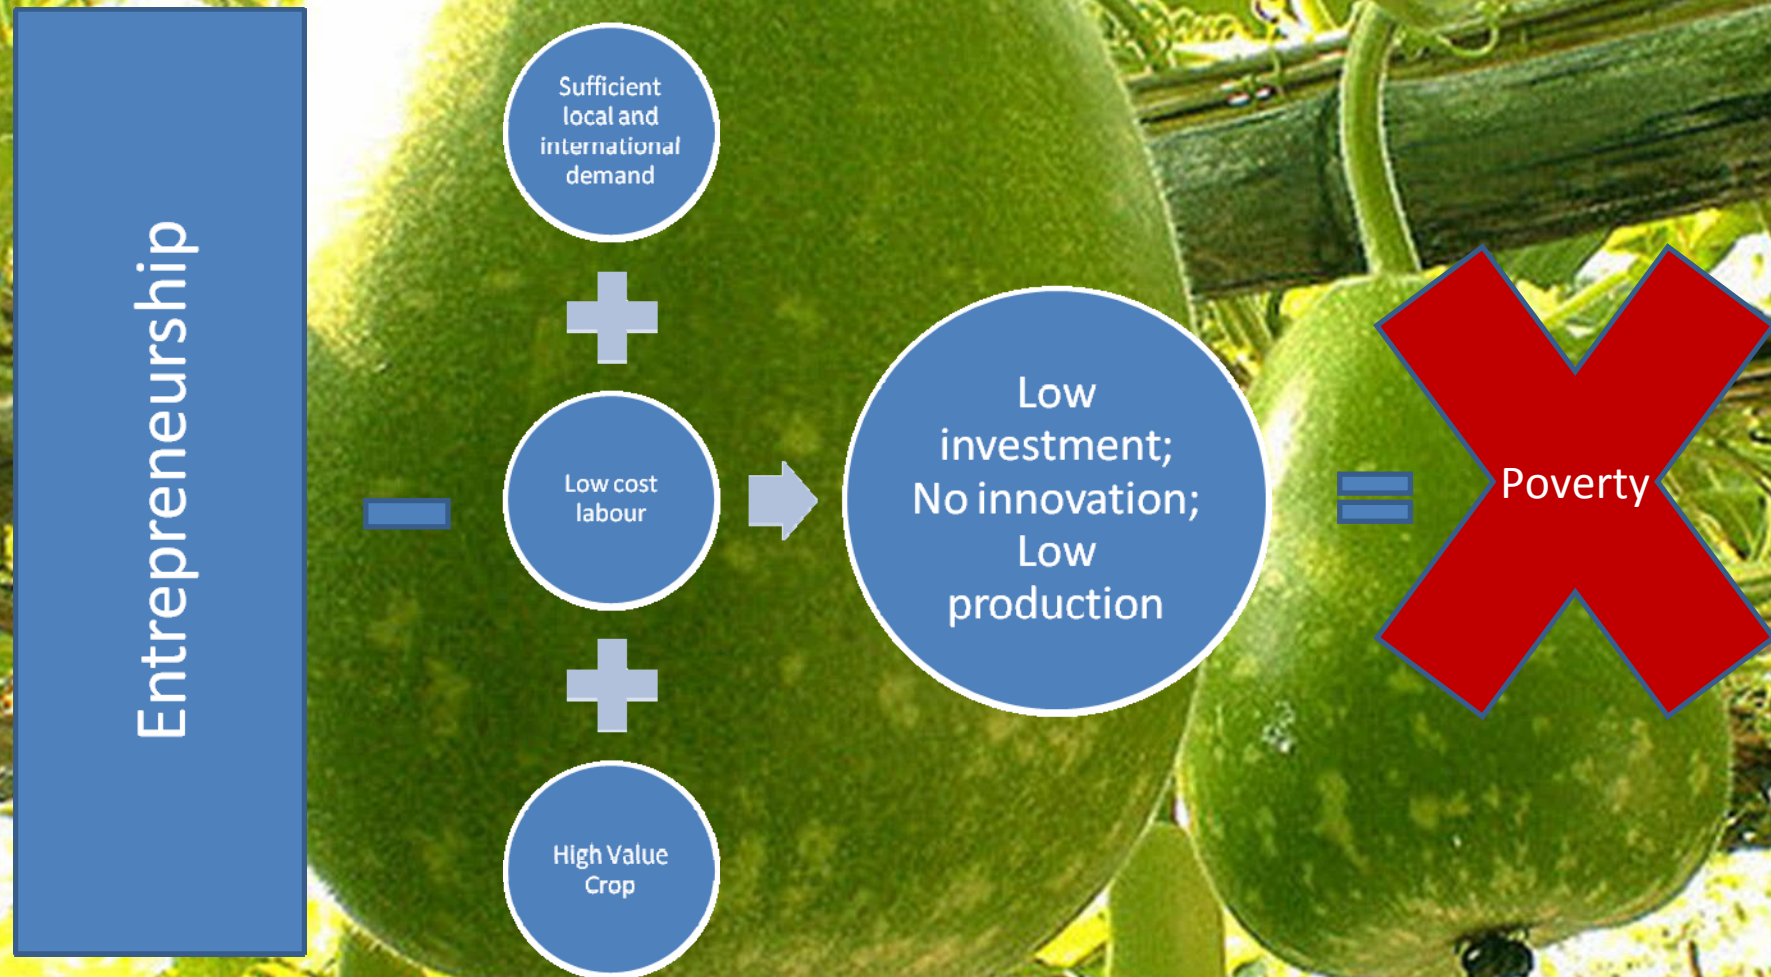 Entrepreneurship
Sufficient
local and
international
demand
Low cost
labour
High Value
Crop
Low
investment;
No innovation;
Low
production
Poverty